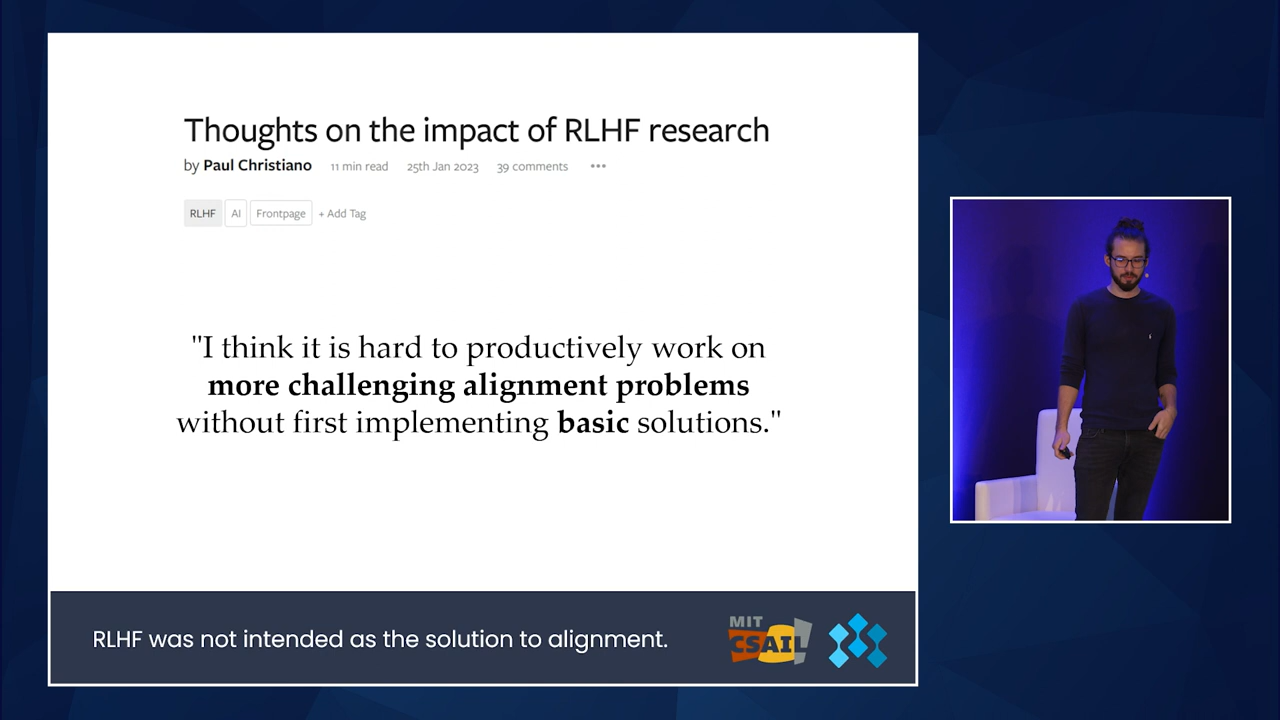 Thoughts on the impact of RLHF research
by Paul Christiano 11 min read 25th Jan 2023 39 comments •••
RLHF AI Frontpage + Add Tag
"I think it is hard to productively work on
more challenging alignment problems
without first implementing basic solutions."
RLHF was not intended as the solution to alignment.
MIT
CSAIL